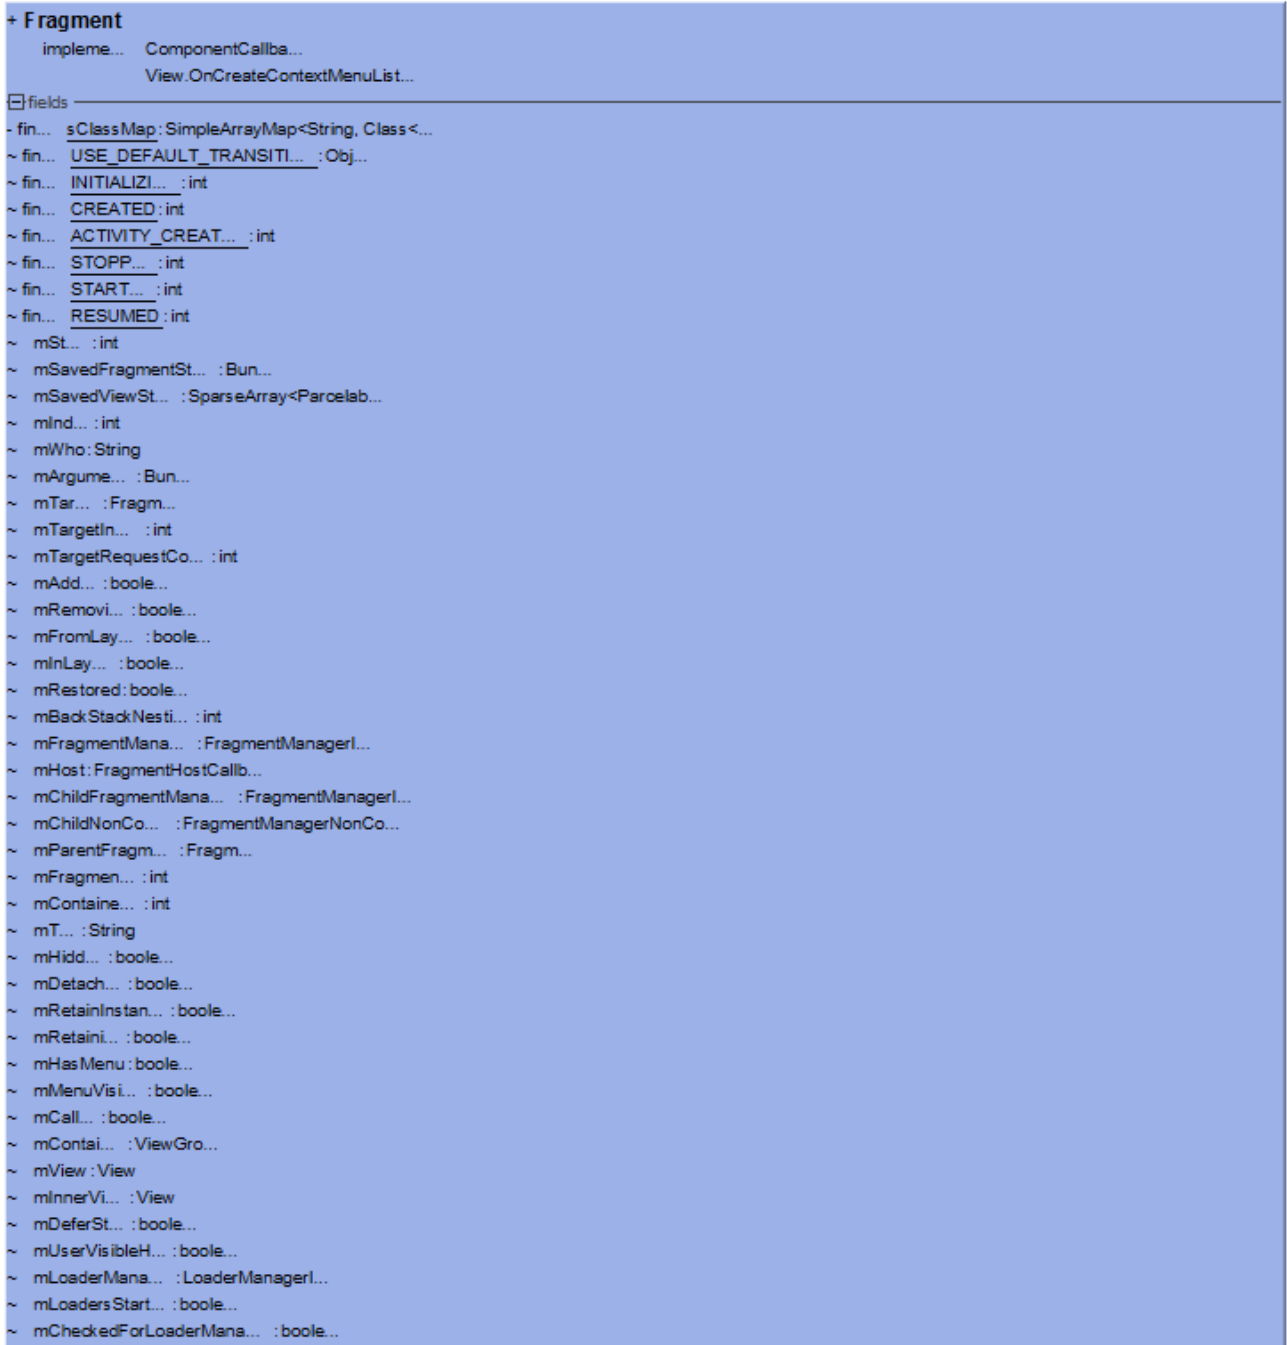 + Fragment
impleme... ComponentCallba...
View.OnCreateContextMenuList...
fields
- fin... sClassMap:SimpleArrayMap<String, Class<...
~ fin... USE_DEFAULT_TRANSITI... :Obj...
~ fin... INITIALIZI... :int
~ fin... CREATED:int
~ fin... ACTIVITY_CREAT... :int
~ fin... STOPP... :int
~ fin... START... :int
~ fin... RESUMED:int
~ mSt... :int
~ mSavedFragmentSt... :Bun...
~ mSavedViewSt... :SparseArray<Parcelab...
~ mInd... :int
~ mWho:String
~ mArgume... :Bun...
~ mTar... :Fragm...
~ mTargetIn... :int
~ mTargetRequestCo... :int
~ mAdd... :boole...
~ mRemovi... :boole...
~ mFromLay... :boole...
~ mInLay... :boole...
~ mRestored:boole...
~ mBackStackNesti... :int
~ mFragmentMana... :FragmentManagerI...
~ mHost:FragmentHostCallb...
~ mChildFragmentMana... :FragmentManagerI...
~ mChildNonCo... :FragmentManagerNonCo...
~ mParentFragm... :Fragm...
~ mFragmen... :int
~ mContaine... :int
~ mT... :String
~ mHidd... :boole...
~ mDetach... :boole...
~ mRetainInstan... :boole...
~ mRetaini... :boole...
~ mHasMenu:boole...
~ mMenuVisi... :boole...
~ mCall... :boole...
~ mContai... :ViewGro...
~ mView:View
~ mInnerVi... :View
~ mDeferSt... :boole...
~ mUserVisibleH... :boole...
~ mLoaderMana... :LoaderManagerI...
~ mLoadersStart... :boole...
~ mCheckedForLoaderMana... :boole...